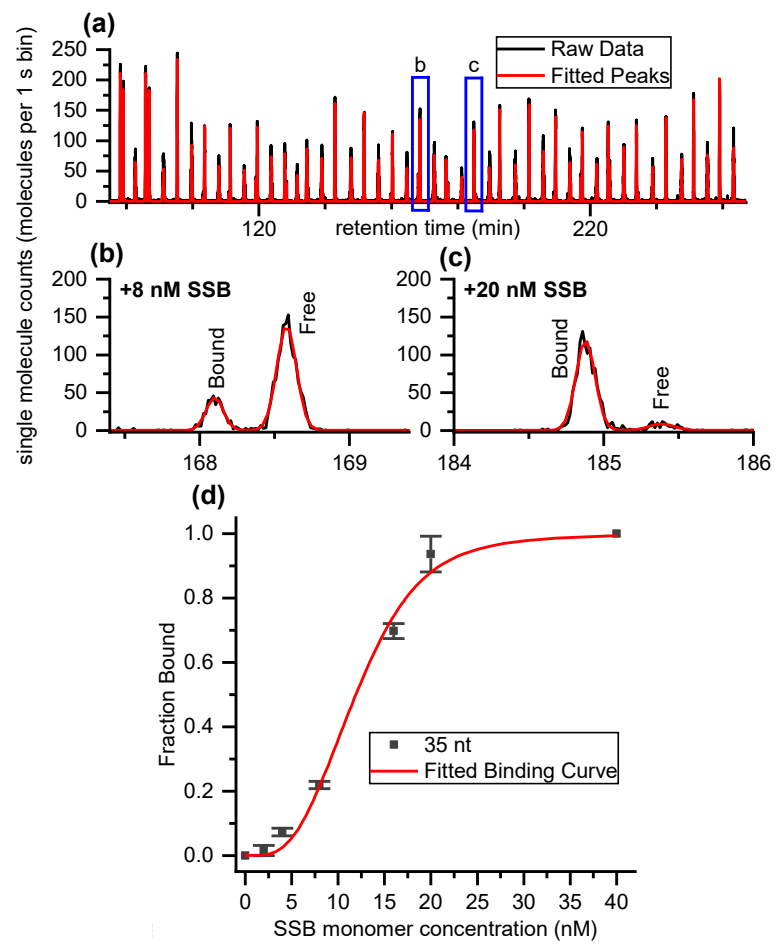 (a)
250
200
150
100
50
0
b
c
Raw Data
Fitted Peaks
120
retention time (min)
220
single molecule counts (molecules per 1 s bin)
(b)
200
150
100
50
0
+8 nM SSB
Bound
Free
168
169
(c)
200
150
100
50
0
+20 nM SSB
Bound
Free
184
185
186
(d)
1.0
0.8
0.6
0.4
0.2
0.0
Fraction Bound
35 nt
Fitted Binding Curve
0 5 10 15 20 25 30 35 40
SSB monomer concentration (nM)